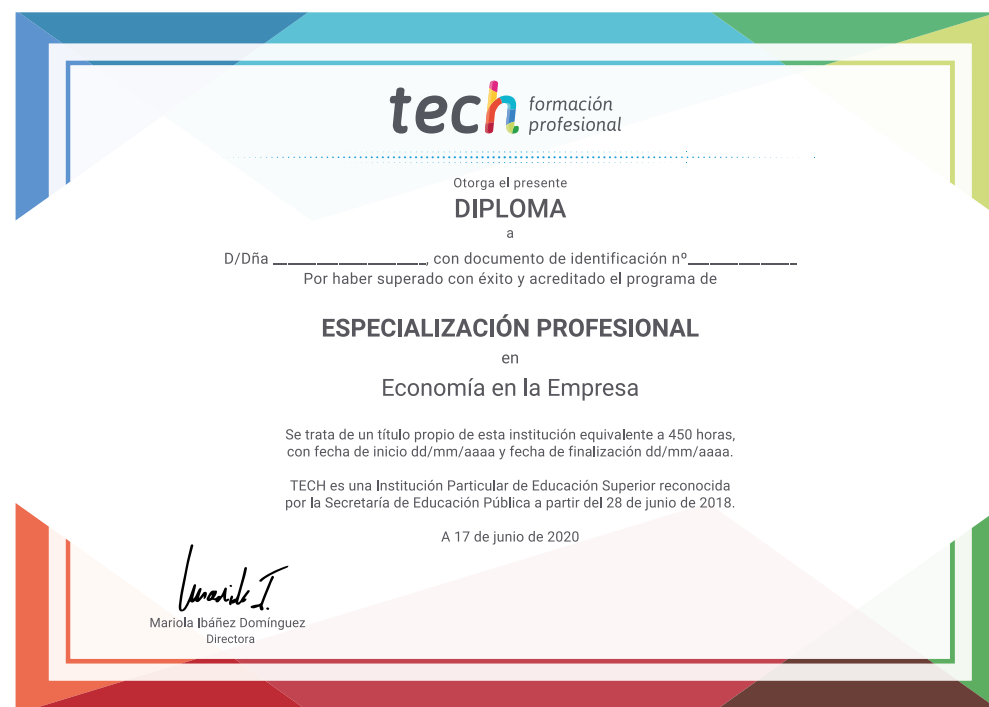 tech formación
profesional
Otorga el presente
DIPLOMA
a
D/Dña ____________________, con documento de identificación nº______________
Por haber superado con éxito y acreditado el programa de
ESPECIALIZACIÓN PROFESIONAL
en
Economía en la Empresa
Se trata de un título propio de esta institución equivalente a 450 horas,
con fecha de inicio dd/mm/aaaa y fecha de finalización dd/mm/aaaa.
TECH es una Institución Particular de Educación Superior reconocida
por la Secretaría de Educación Pública a partir del 28 de junio de 2018.
A 17 de junio de 2020
Mariola Ibáñez Domínguez
Directora